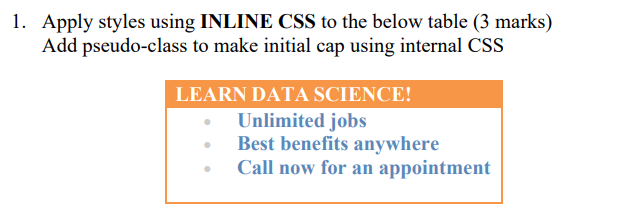 1. Apply styles using INLINE CSS to the below table (3 marks)
Add pseudo-class to make initial cap using internal CSS
LEARN DATA SCIENCE!
• Unlimited jobs
• Best benefits anywhere
• Call now for an appointment